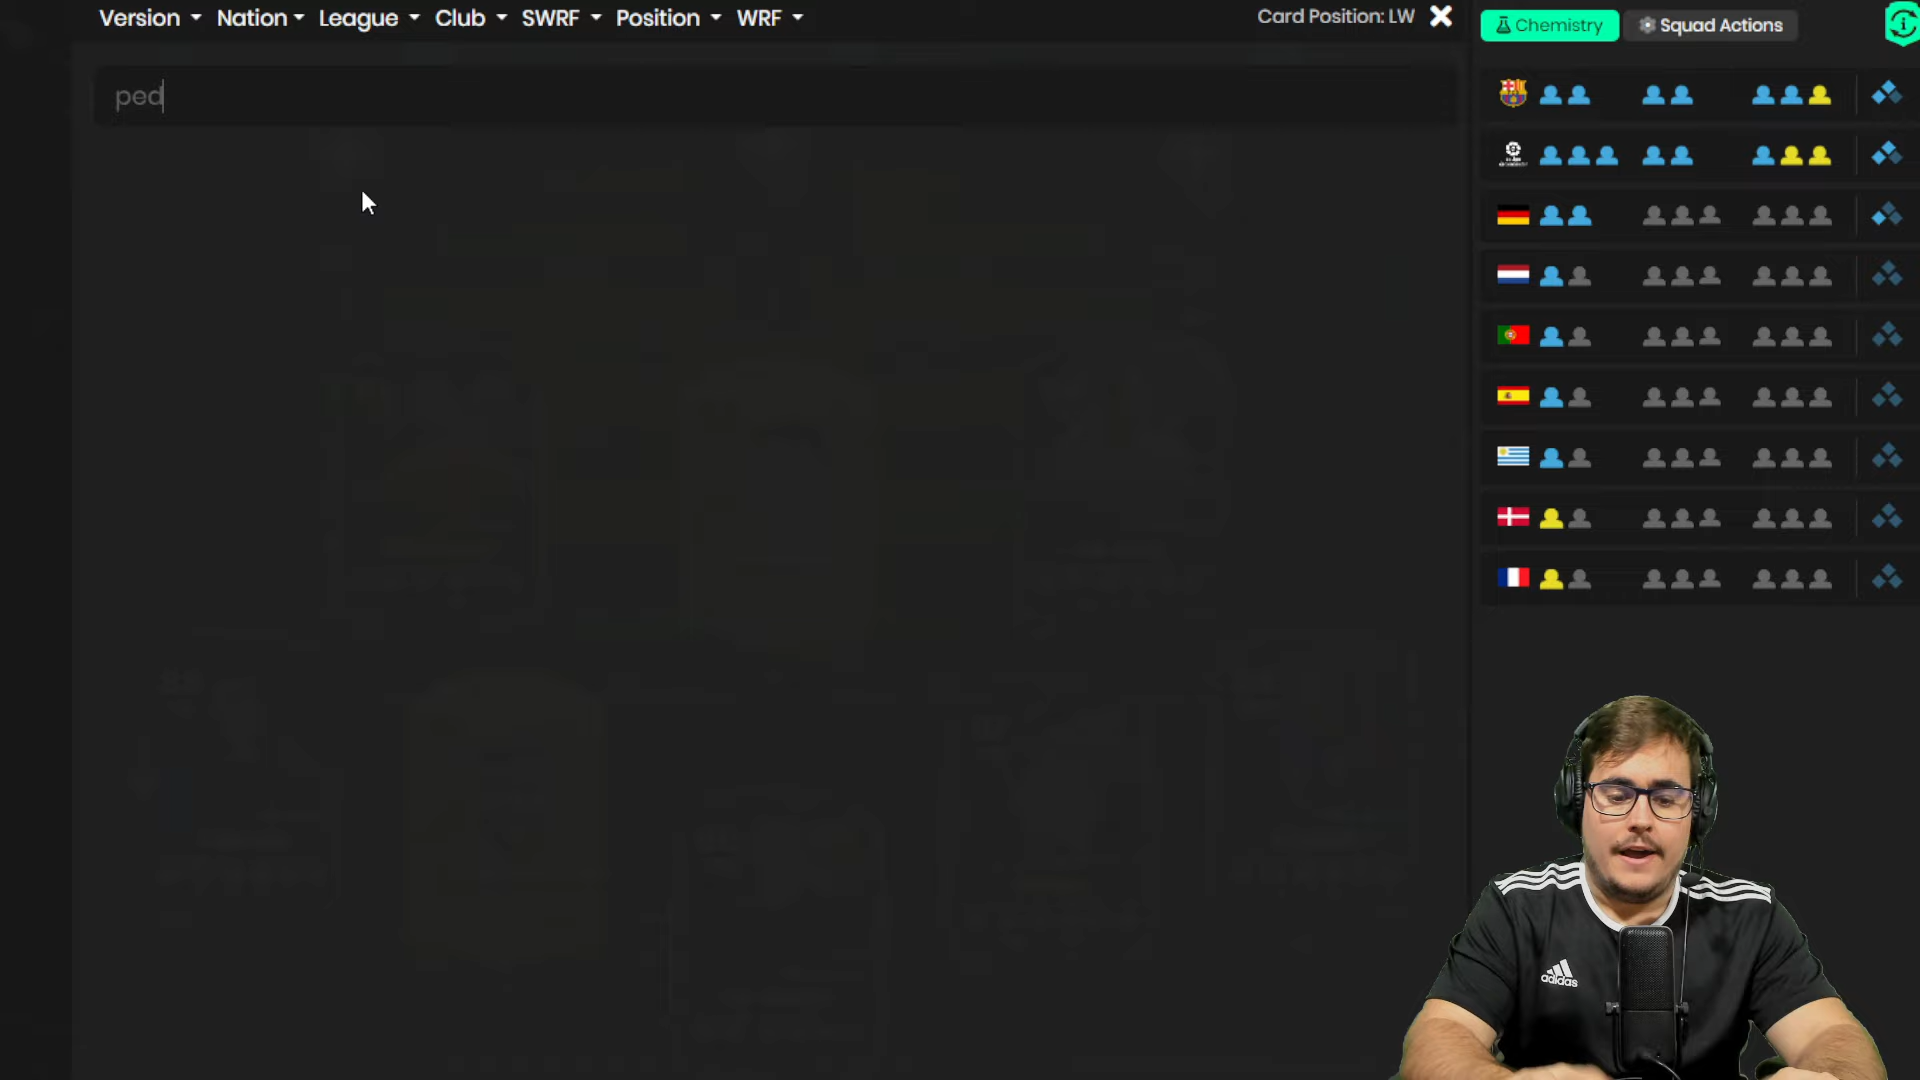 Version Nation League Club SWRF Position WRF Card Position: LW
Chemistry Squad Actions
ped
adidas